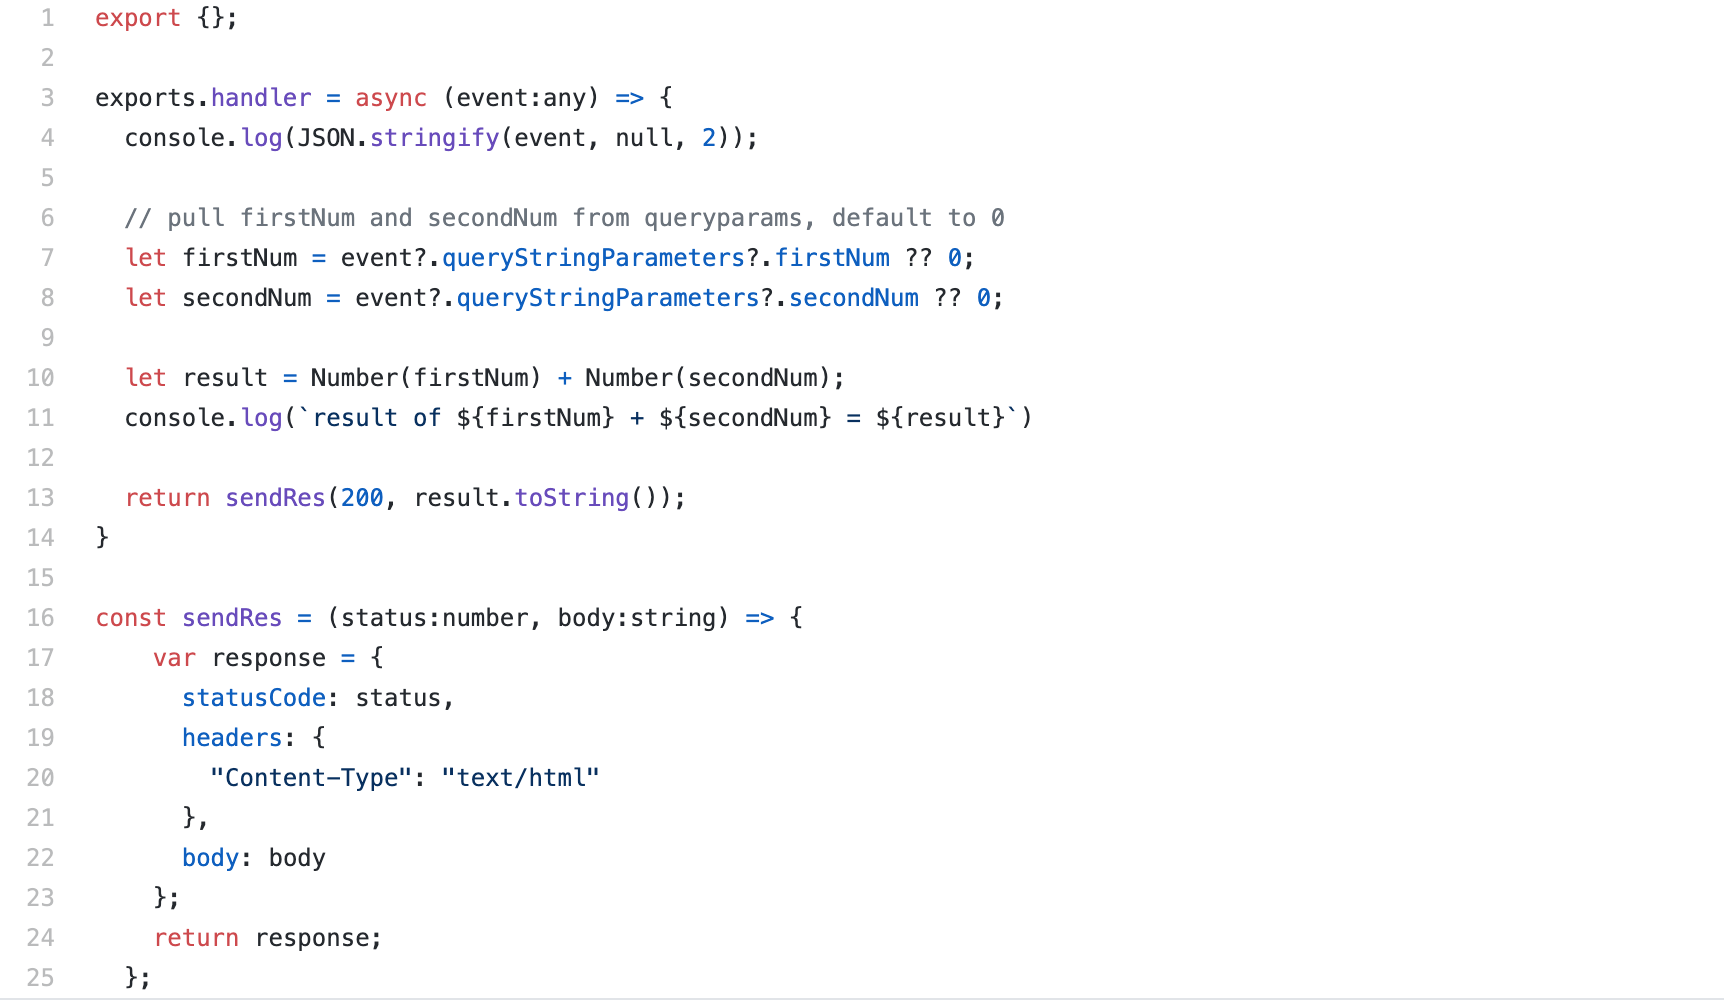 1 export {};
2
3 exports.handler = async (event:any) => {
4   console.log(JSON.stringify(event, null, 2));
5
6   // pull firstNum and secondNum from queryparams, default to 0
7   let firstNum = event?.queryStringParameters?.firstNum ?? 0;
8   let secondNum = event?.queryStringParameters?.secondNum ?? 0;
9
10   let result = Number(firstNum) + Number(secondNum);
11   console.log(`result of ${firstNum} + ${secondNum} = ${result}`)
12
13   return sendRes(200, result.toString());
14 }
15
16 const sendRes = (status:number, body:string) => {
17     var response = {
18       statusCode: status,
19       headers: {
20         "Content-Type": "text/html"
21       },
22       body: body
23     };
24     return response;
25   };